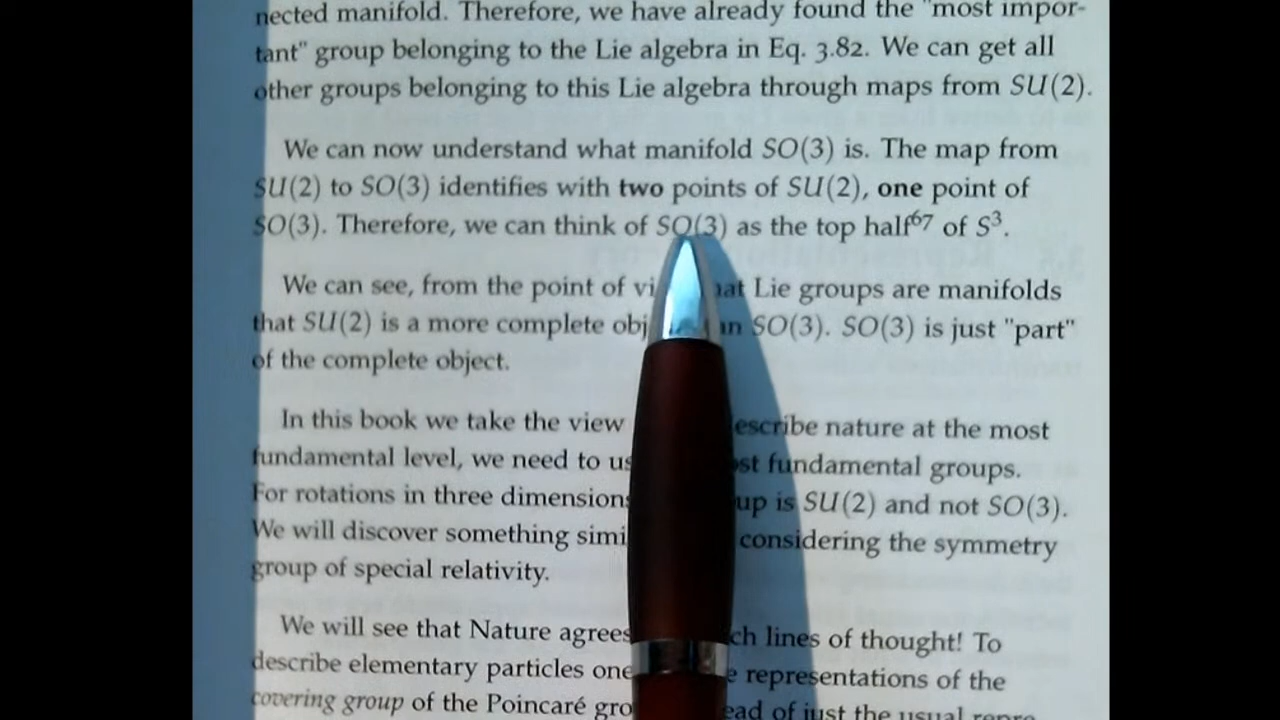 nected manifold. Therefore, we have already found the "most impor-
tant" group belonging to the Lie algebra in Eq. 3.82. We can get all
other groups belonging to this Lie algebra through maps from SU(2).
We can now understand what manifold SO(3) is. The map from
SU(2) to SO(3) identifies with two points of SU(2), one point of
SO(3). Therefore, we can think of SO(3) as the top half⁶⁷ of S³.
We can see, from the point of vi hat Lie groups are manifolds
that SU(2) is a more complete obj an SO(3). SO(3) is just "part"
of the complete object.
In this book we take the view escribe nature at the most
fundamental level, we need to us ost fundamental groups.
For rotations in three dimensions up is SU(2) and not SO(3).
We will discover something simi considering the symmetry
group of special relativity.
We will see that Nature agrees ch lines of thought! To
describe elementary particles one e representations of the
covering group of the Poincaré gro ead of just the usual repre